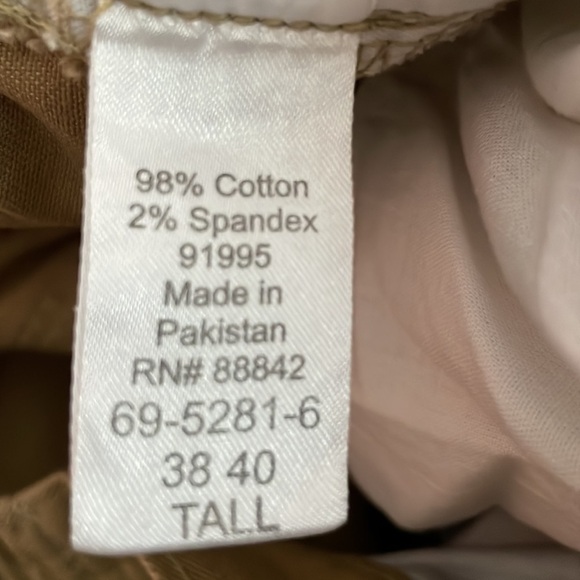 98% Cotton
2% Spandex
91995
Made in
Pakistan
RN# 88842
69-5281-6
38 40
TALL